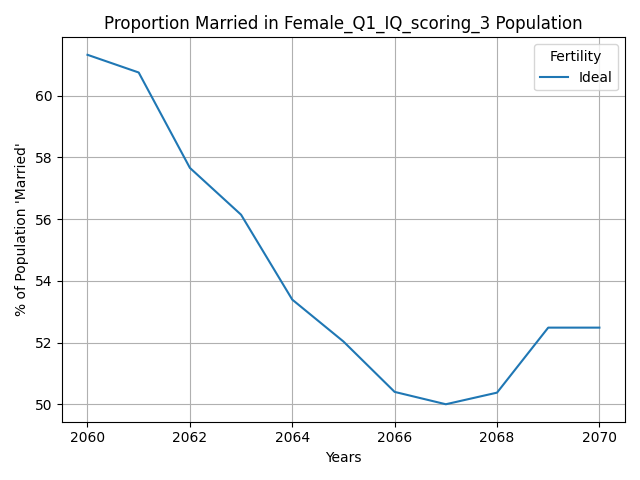 Proportion Married in Female_Q1_IQ_scoring_3 Population
Fertility
Ideal
% of Population 'Married'
60
58
56
54
52
50
2060
2062
2064
2066
2068
2070
Years